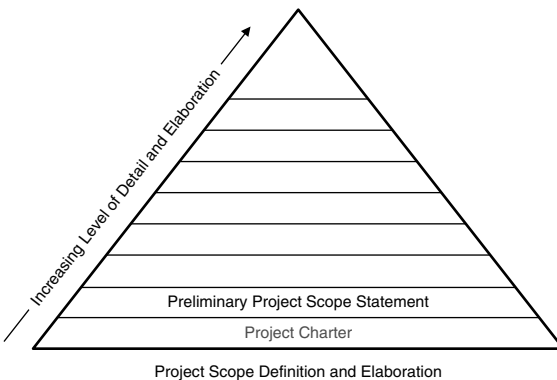 Increasing Level of Detail and Elaboration
Preliminary Project Scope Statement
Project Charter
Project Scope Definition and Elaboration